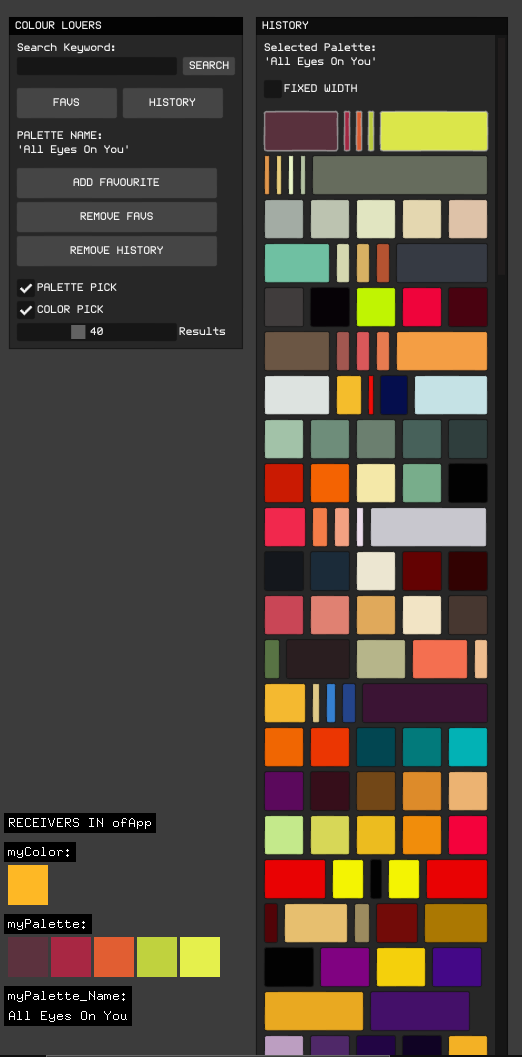 COLOUR LOVERS
Search Keyword:
SEARCH
FAVS
HISTORY
PALETTE NAME:
'All Eyes On You'
ADD FAVOURITE
REMOVE FAVS
REMOVE HISTORY
PALETTE PICK
COLOR PICK
40
Results
HISTORY
Selected Palette:
'All Eyes On You'
FIXED WIDTH
RECEIVERS IN ofApp
myColor:
myPalette:
myPalette_Name:
All Eyes On You